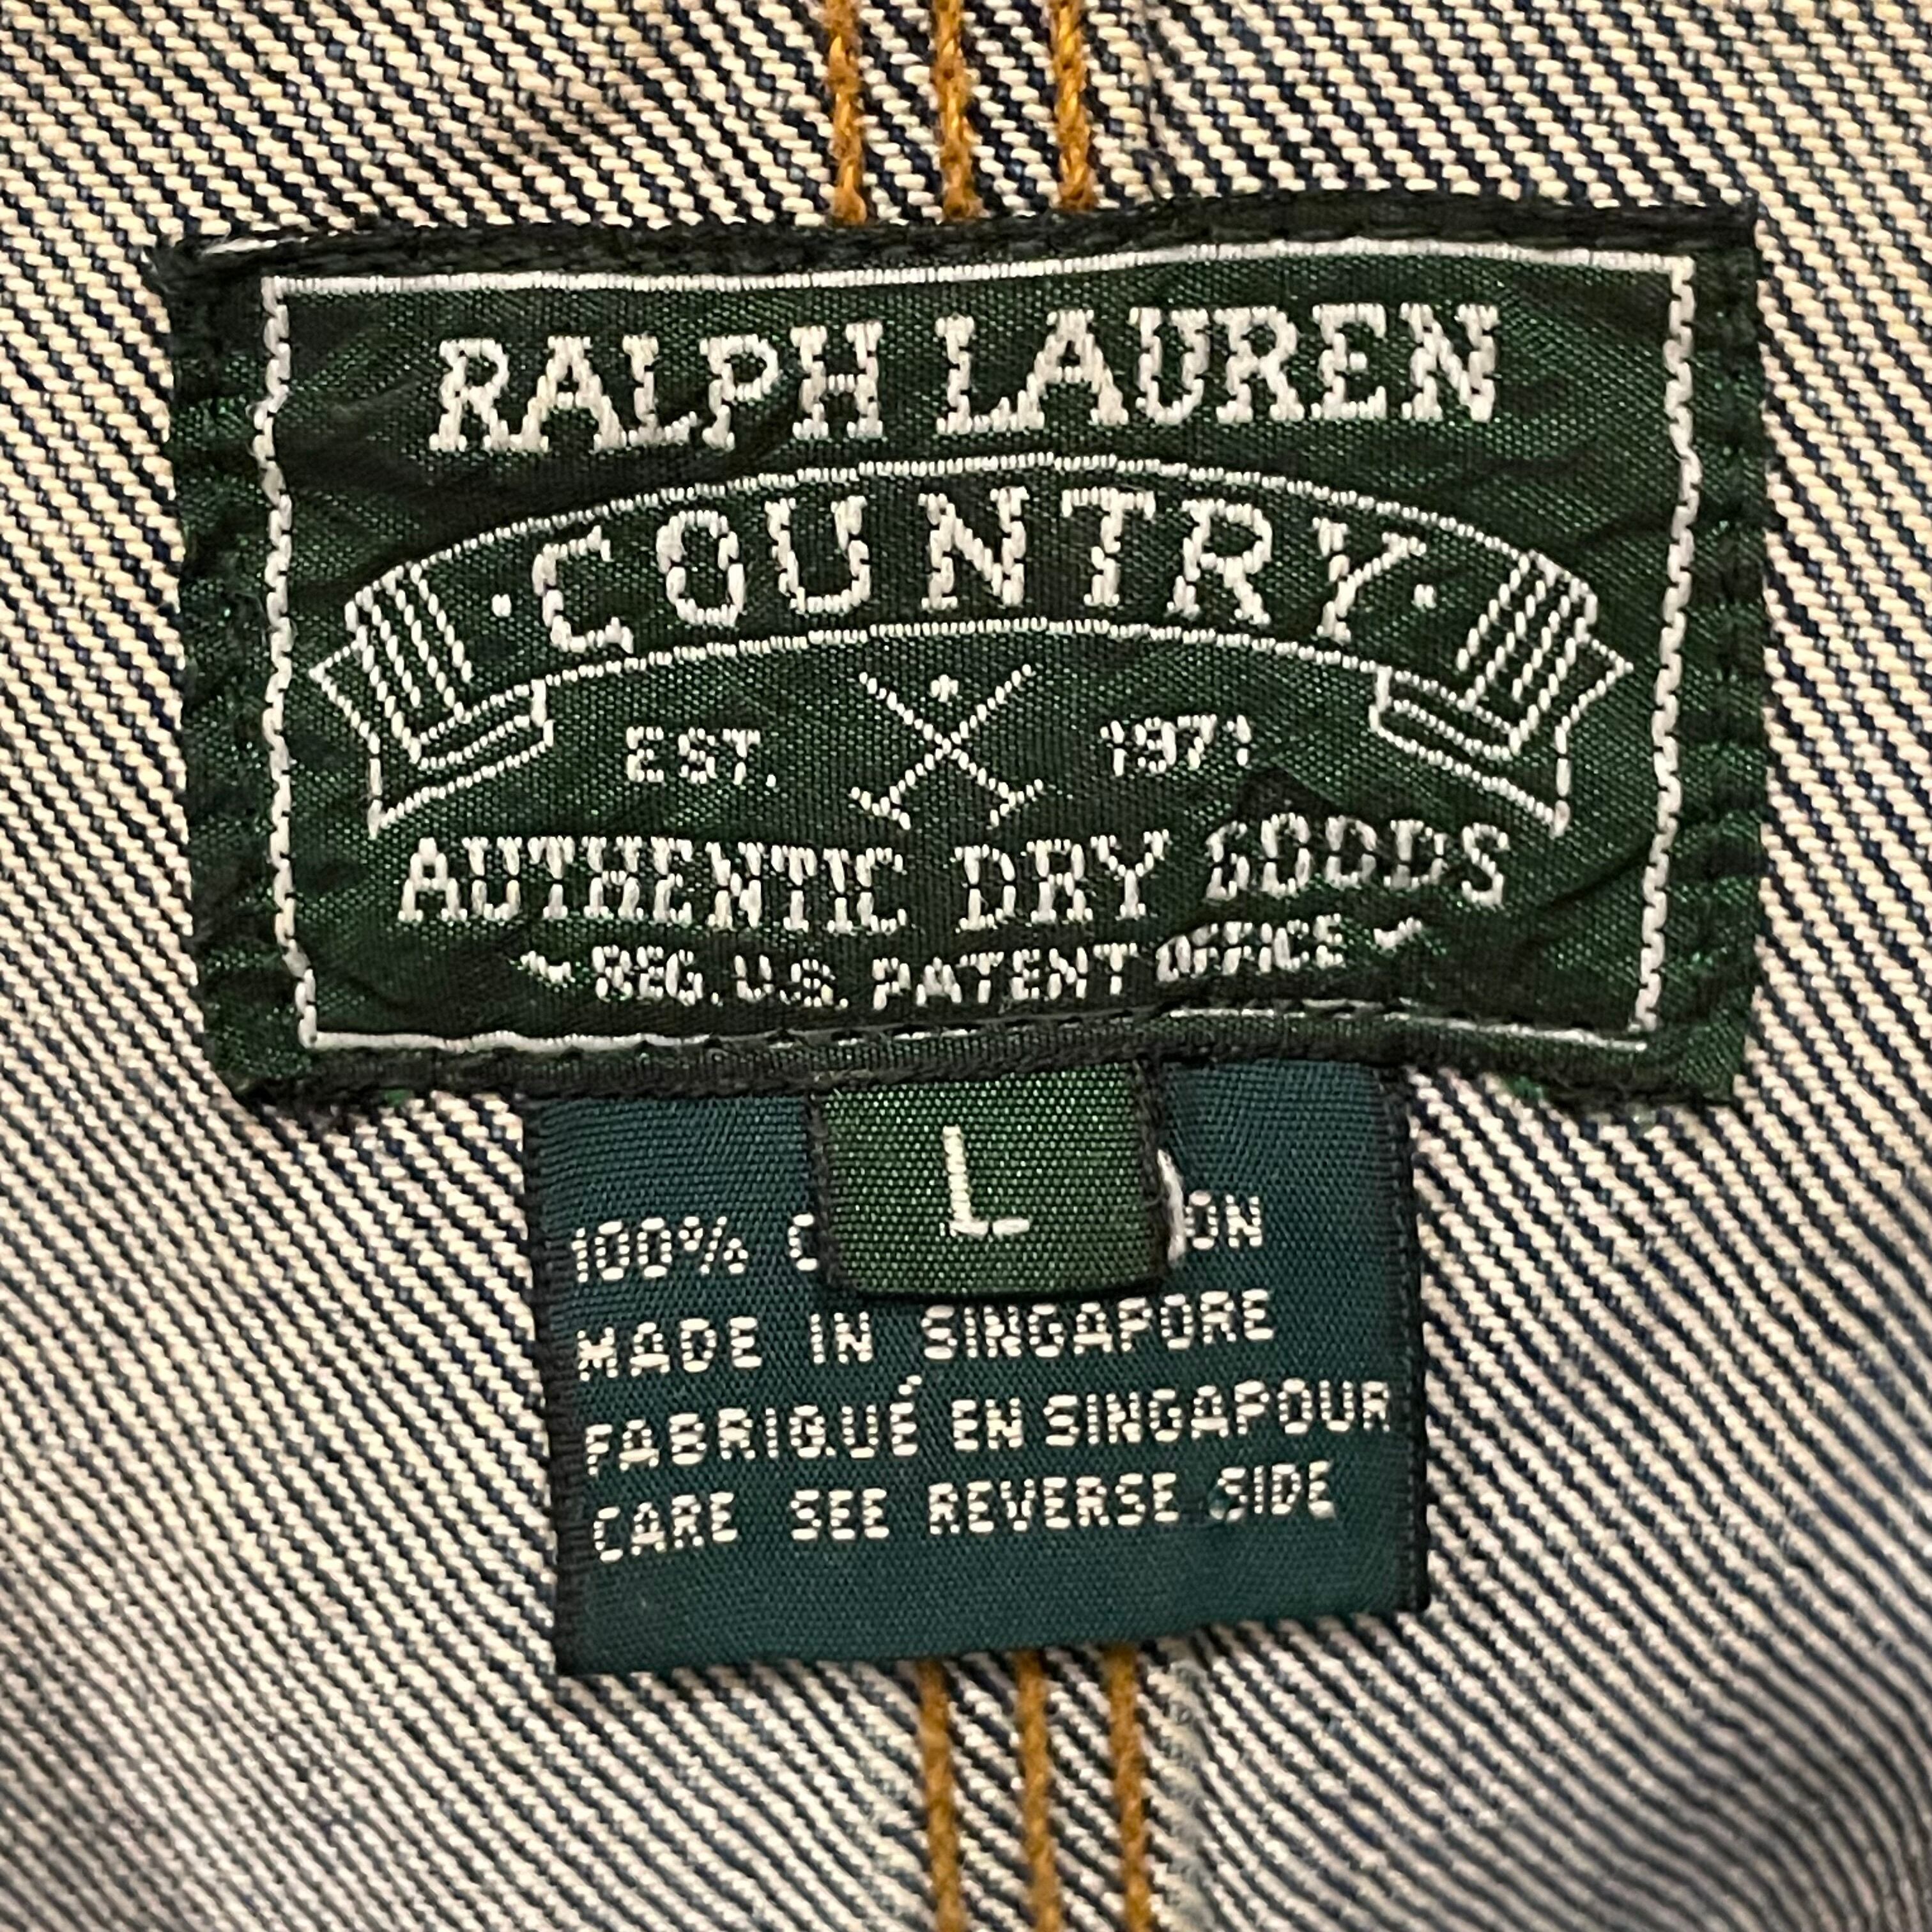 RALPH LAUREN
·COUNTRY·
EST. 1971
AUTHENTIC DRY GOODS
~REG. U.S. PATENT OFFICE~
L
100%
MADE IN SINGAPORE
FABRIQUÉ EN SINGAPOUR
CARE SEE REVERSE SIDE